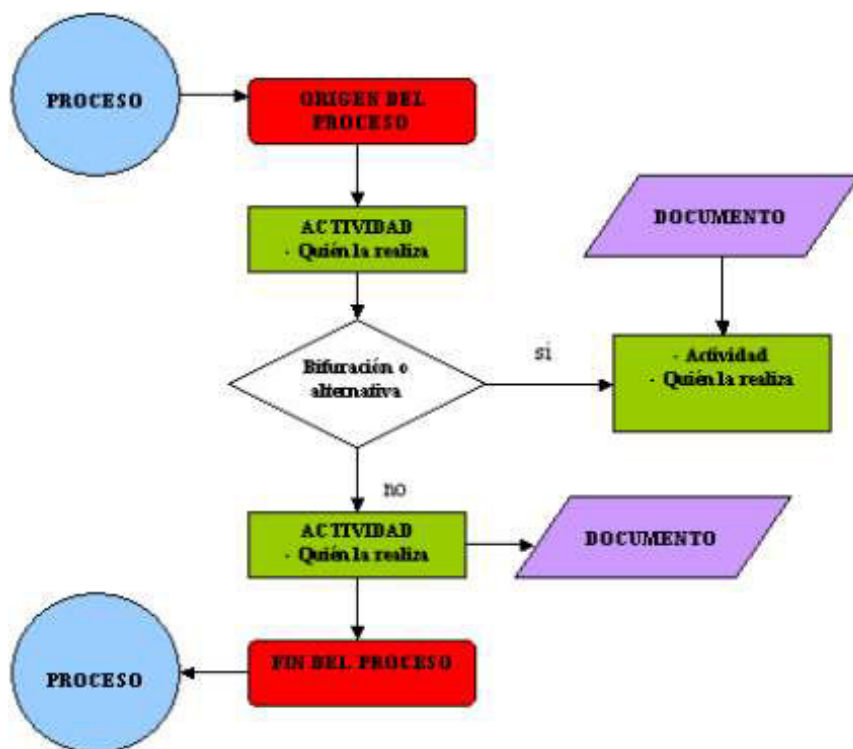 PROCESO
ORIGEN DEL
PROCESO
ACTIVIDAD
- Quién la realiza
DOCUMENTO
Bifuración o
alternativa
si
- Actividad
- Quién la realiza
no
ACTIVIDAD
- Quién la realiza
DOCUMENTO
FIN DEL PROCESO
PROCESO